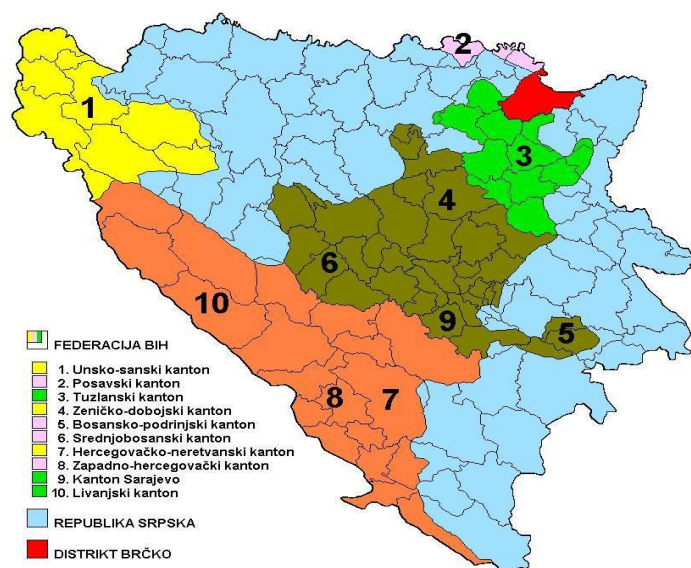 2
1
3
4
6
10
9
5
8
7
FEDERACIJA BIH
1. Unsko-sanski kanton
2. Posavski kanton
3. Tuzlanski kanton
4. Zeničko-dobojski kanton
5. Bosansko-podrinjski kanton
6. Srednjobosanski kanton
7. Hercegovačko-neretvanski kanton
8. Zapadno-hercegovački kanton
9. Kanton Sarajevo
10. Livanjski kanton
REPUBLIKA SRPSKA
DISTRIKT BRČKO